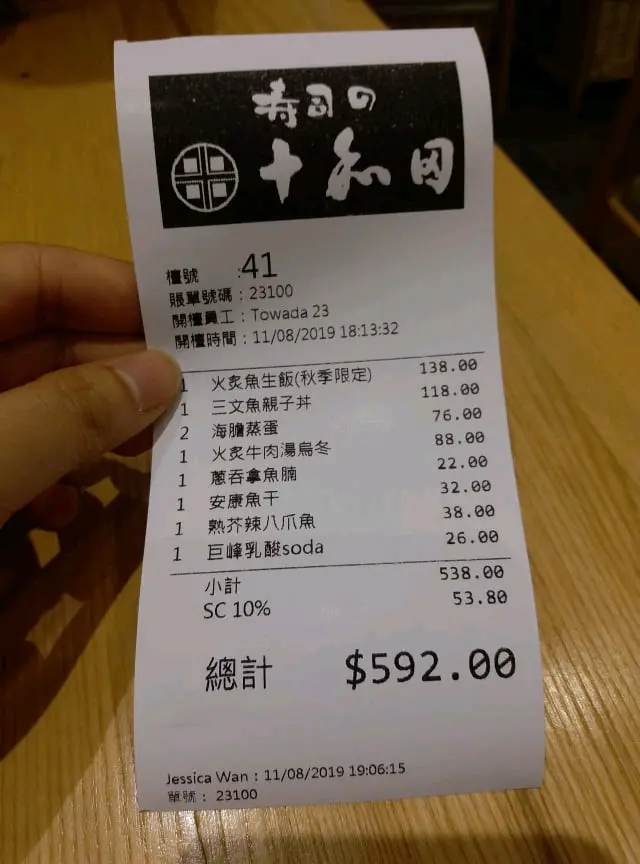 寿司の
十和田
檯號 :41
賬單號碼:23100
開檯員工:Towada 23
開檯時間:11/08/2019 18:13:32
1 火炙魚生飯(秋季限定) 138.00
1 三文魚親子丼 118.00
2 海膽蒸蛋 76.00
1 火炙牛肉湯烏冬 88.00
1 蔥吞拿魚腩 22.00
1 安康魚干 32.00
1 熟芥辣八爪魚 38.00
1 巨峰乳酸soda 26.00
小計 538.00
SC 10% 53.80
總計 $592.00
Jessica Wan:11/08/2019 19:06:15
單號: 23100